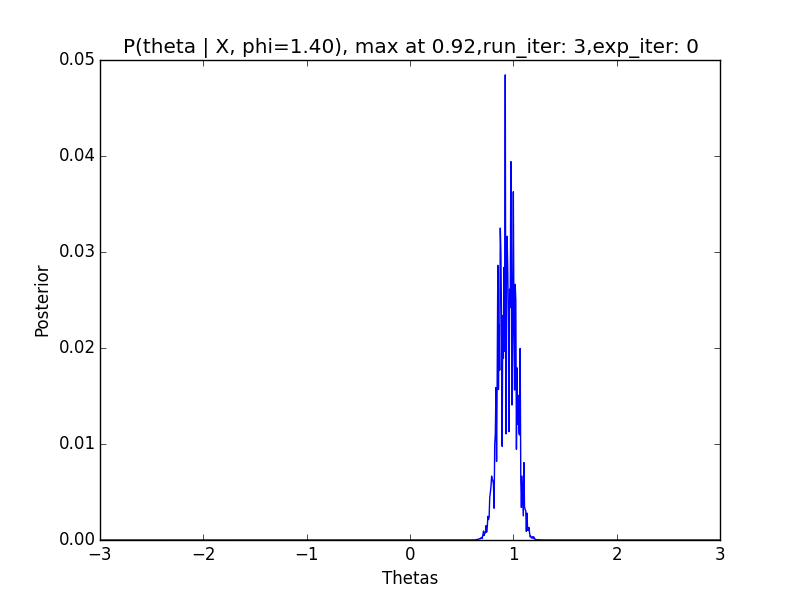 P(theta | X, phi=1.40), max at 0.92,run_iter: 3,exp_iter: 0
0.05
0.04
0.03
0.02
0.01
0.00
Posterior
−3 −2 −1 0 1 2 3
Thetas